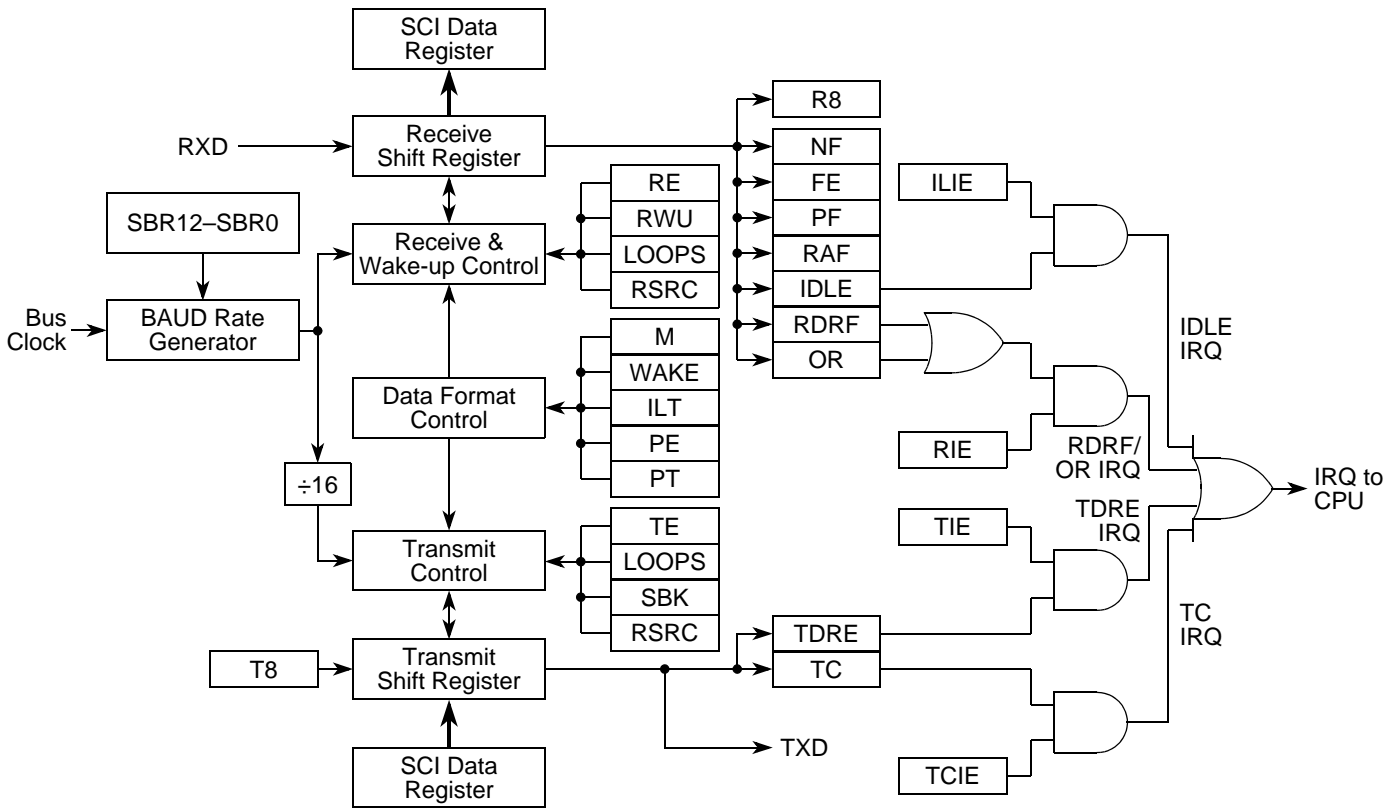 SCI Data
Register
R8
RXD
Receive
Shift Register
NF
FE
PF
RAF
IDLE
RDRF
OR
RE
RWU
LOOPS
RSRC
ILIE
SBR12–SBR0
Receive &
Wake-up Control
Bus
Clock
BAUD Rate
Generator
IDLE
IRQ
M
WAKE
ILT
PE
PT
Data Format
Control
RIE
RDRF/
OR IRQ
÷16
IRQ to
CPU
TDRE
IRQ
TIE
TE
LOOPS
SBK
RSRC
Transmit
Control
TC
IRQ
TDRE
TC
T8
Transmit
Shift Register
TXD
TCIE
SCI Data
Register